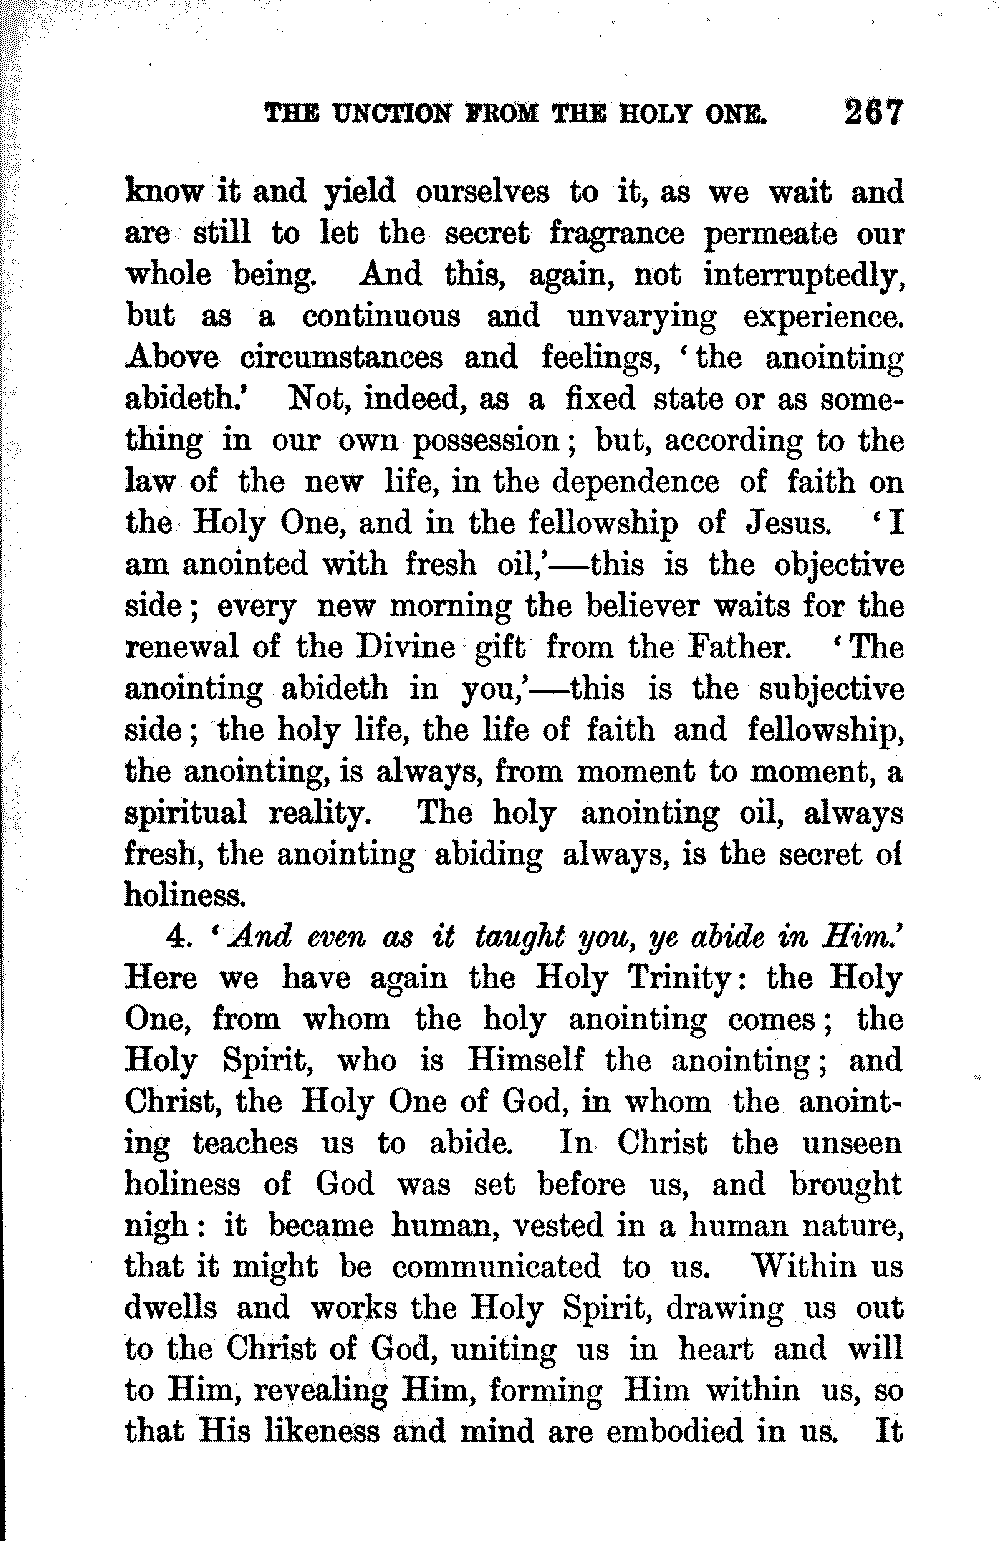 THE UNCTION FROM THE HOLY ONE. 267
know it and yield ourselves to it, as we wait and
are still to let the secret fragrance permeate our
whole being. And this, again, not interruptedly,
but as a continuous and unvarying experience.
Above circumstances and feelings, ‘the anointing
abideth.’ Not, indeed, as a fixed state or as some-
thing in our own possession; but, according to the
law of the new life, in the dependence of faith on
the Holy One, and in the fellowship of Jesus. ‘I
am anointed with fresh oil,’—this is the objective
side; every new morning the believer waits for the
renewal of the Divine gift from the Father. ‘The
anointing abideth in you,’—this is the subjective
side; the holy life, the life of faith and fellowship,
the anointing, is always, from moment to moment, a
spiritual reality. The holy anointing oil, always
fresh, the anointing abiding always, is the secret of
holiness.
4. ‘And even as it taught you, ye abide in Him.’
Here we have again the Holy Trinity: the Holy
One, from whom the holy anointing comes; the
Holy Spirit, who is Himself the anointing; and
Christ, the Holy One of God, in whom the anoint-
ing teaches us to abide. In Christ the unseen
holiness of God was set before us, and brought
nigh: it became human, vested in a human nature,
that it might be communicated to us. Within us
dwells and works the Holy Spirit, drawing us out
to the Christ of God, uniting us in heart and will
to Him, revealing Him, forming Him within us, so
that His likeness and mind are embodied in us. It